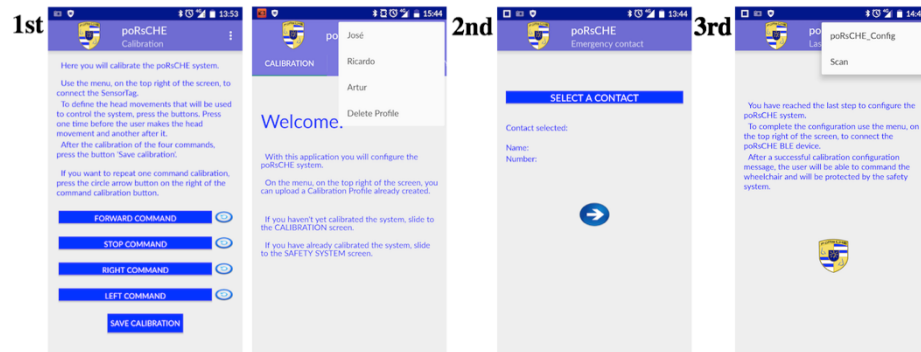 1st
13:53
poRsCHE
Calibration
Here you will calibrate the poRsCHE system.
Use the menu, on the top right of the screen, to
connect the SensorTag.
To define the head movements that will be used
to control the system, press the buttons. Press
one time before the user makes the head
movement and another after it.
After the calibration of the four commands,
press the button 'Save calibration'.
If you want to repeat one command calibration,
press the circle arrow button on the right of the
command calibration button.
FORWARD COMMAND
STOP COMMAND
RIGHT COMMAND
LEFT COMMAND
SAVE CALIBRATION
15:44
po
José
Ricardo
Artur
Delete Profile
CALIBRATION
Welcome!
With this application you will configure the
poRsCHE system.
On the menu, on the top right of the screen, you
can upload a Calibration Profile already created.
If you haven't yet calibrated the system, slide to
the CALIBRATION screen.
If you have already calibrated the system, slide
to the SAFETY SYSTEM screen.
2nd
13:44
poRsCHE
Emergency contact
SELECT A CONTACT
Contact selected:
Name:
Number:
3rd
14:4
po
Las
poRsCHE_Config
Scan
You have reached the last step to configure the
poRsCHE system.
To complete the configuration use the menu, on
the top right of the screen, to connect the
poRsCHE BLE device.
After a successful calibration configuration
message, the user will be able to command the
wheelchair and will be protected by the safety
system.